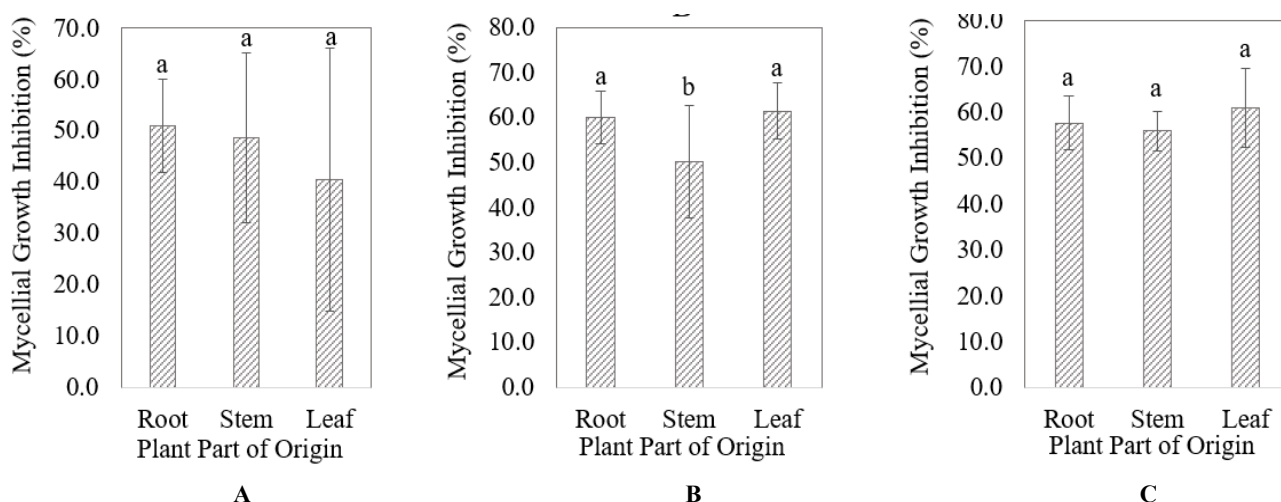 Mycellial Growth Inhibition (%)
70.0
60.0
50.0
40.0
30.0
20.0
10.0
0.0
a
a
a
Root Stem Leaf
Plant Part of Origin
A
Mycellial Growth Inhibition (%)
80.0
70.0
60.0
50.0
40.0
30.0
20.0
10.0
0.0
a
b
a
Root Stem Leaf
Plant Part of Origin
B
Mycellial Growth Inhibition (%)
80.0
70.0
60.0
50.0
40.0
30.0
20.0
10.0
0.0
a
a
a
Root Stem Leaf
Plant Part of Origin
C